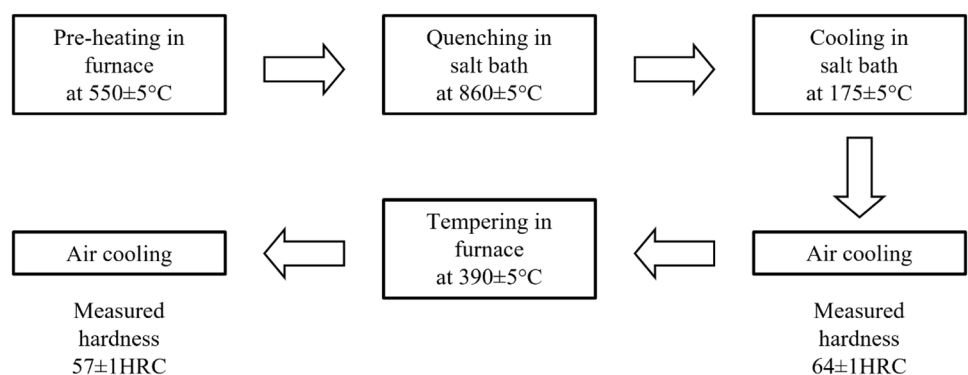 Pre-heating in
furnace
at 550±5°C
Quenching in
salt bath
at 860±5°C
Cooling in
salt bath
at 175±5°C
Air cooling
Measured
hardness
64±1HRC
Tempering in
furnace
at 390±5°C
Air cooling
Measured
hardness
57±1HRC